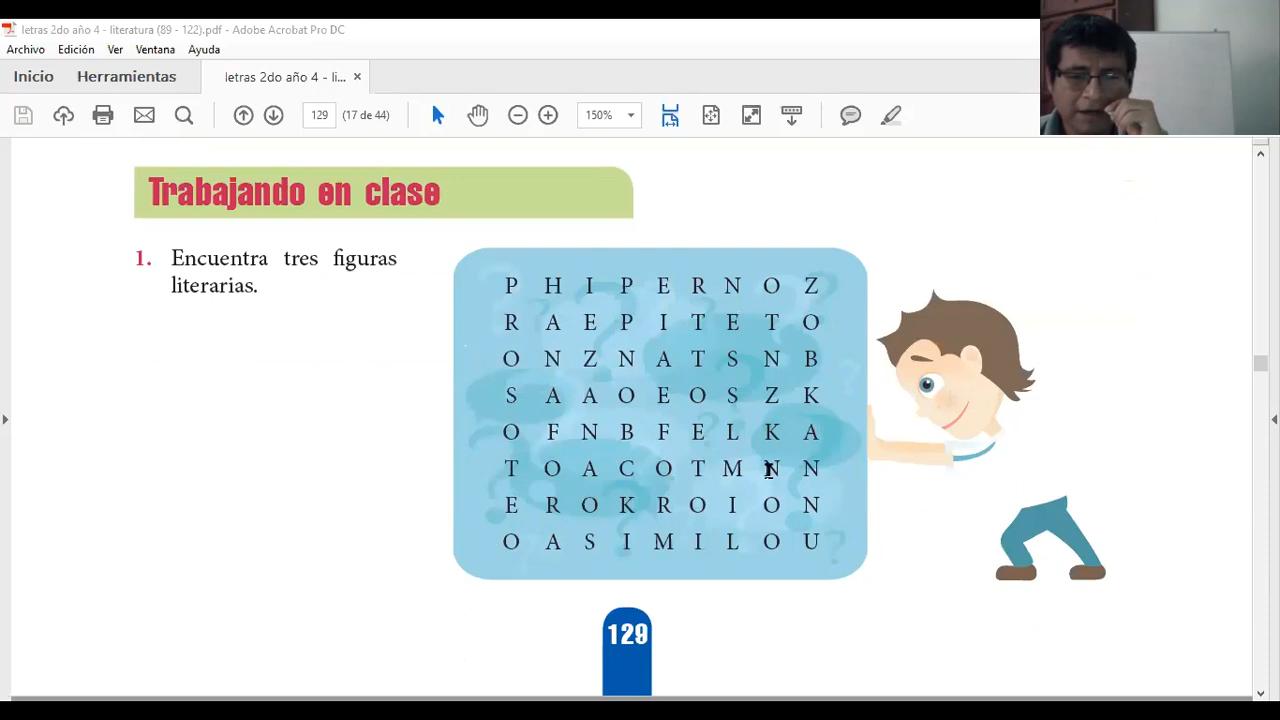 letras 2do año 4 - literatura (89 - 122).pdf - Adobe Acrobat Pro DC
Archivo Edición Ver Ventana Ayuda
Inicio Herramientas letras 2do año 4 - li... ×
129 (17 de 44) 150%
Trabajando en clase
1. Encuentra tres figuras
literarias.
P H I P E R N O Z
R A E P I T E T O
O N Z N A T S N B
S A A O E O S Z K
O F N B F E L K A
T O A C O T M N N
E R O K R O I O N
O A S I M I L O U
129